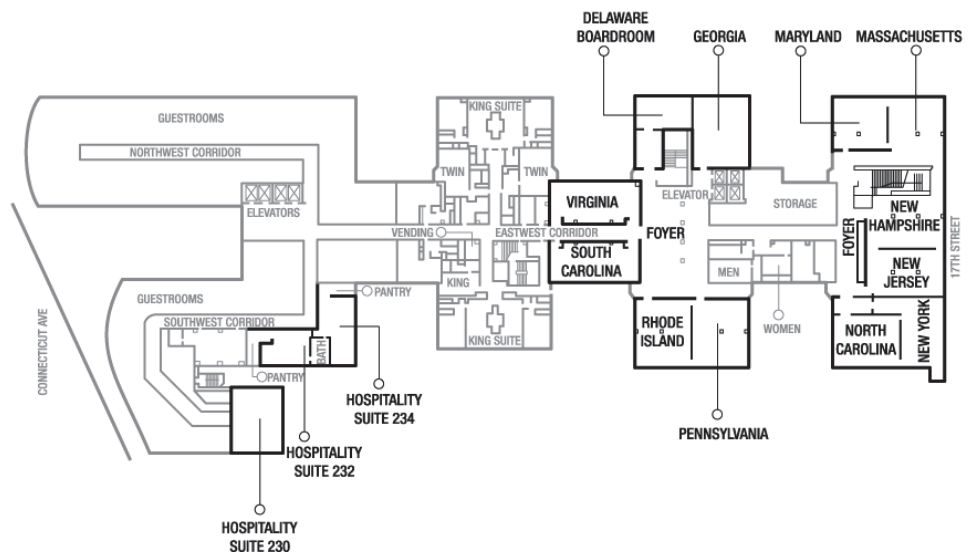 DELAWARE
BOARDROOM
GEORGIA
MARYLAND
MASSACHUSETTS
GUESTROOMS
KING SUITE
NORTHWEST CORRIDOR
TWIN
TWIN
ELEVATORS
VIRGINIA
ELEVATOR
STORAGE
NEW
HAMPSHIRE
VENDING
EASTWEST CORRIDOR
FOYER
FOYER
17TH STREET
SOUTH
CAROLINA
KING
MEN
NEW
JERSEY
GUESTROOMS
PANTRY
SOUTHWEST CORRIDOR
KING SUITE
RHODE
ISLAND
WOMEN
NORTH
CAROLINA
NEW YORK
CONNECTICUT AVE
BATH
PANTRY
HOSPITALITY
SUITE 234
PENNSYLVANIA
HOSPITALITY
SUITE 232
HOSPITALITY
SUITE 230